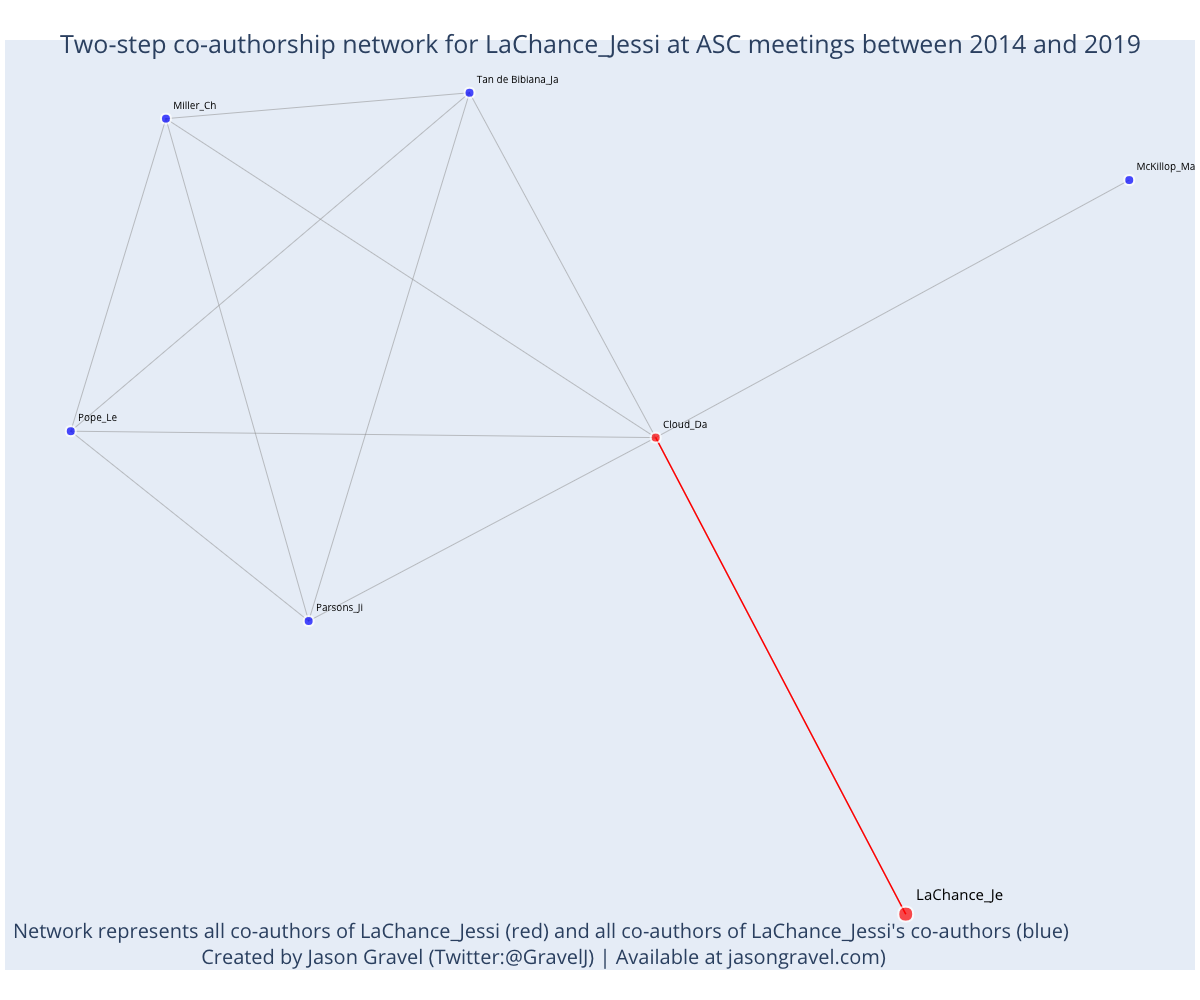 Two-step co-authorship network for LaChance_Jessi at ASC meetings between 2014 and 2019
Tan de Bibiana_Ja
Miller_Ch
McKillop_Ma
Pope_Le
Cloud_Da
Parsons_Ji
LaChance_Je
Network represents all co-authors of LaChance_Jessi (red) and all co-authors of LaChance_Jessi's co-authors (blue)
Created by Jason Gravel (Twitter:@GravelJ) | Available at jasongravel.com)